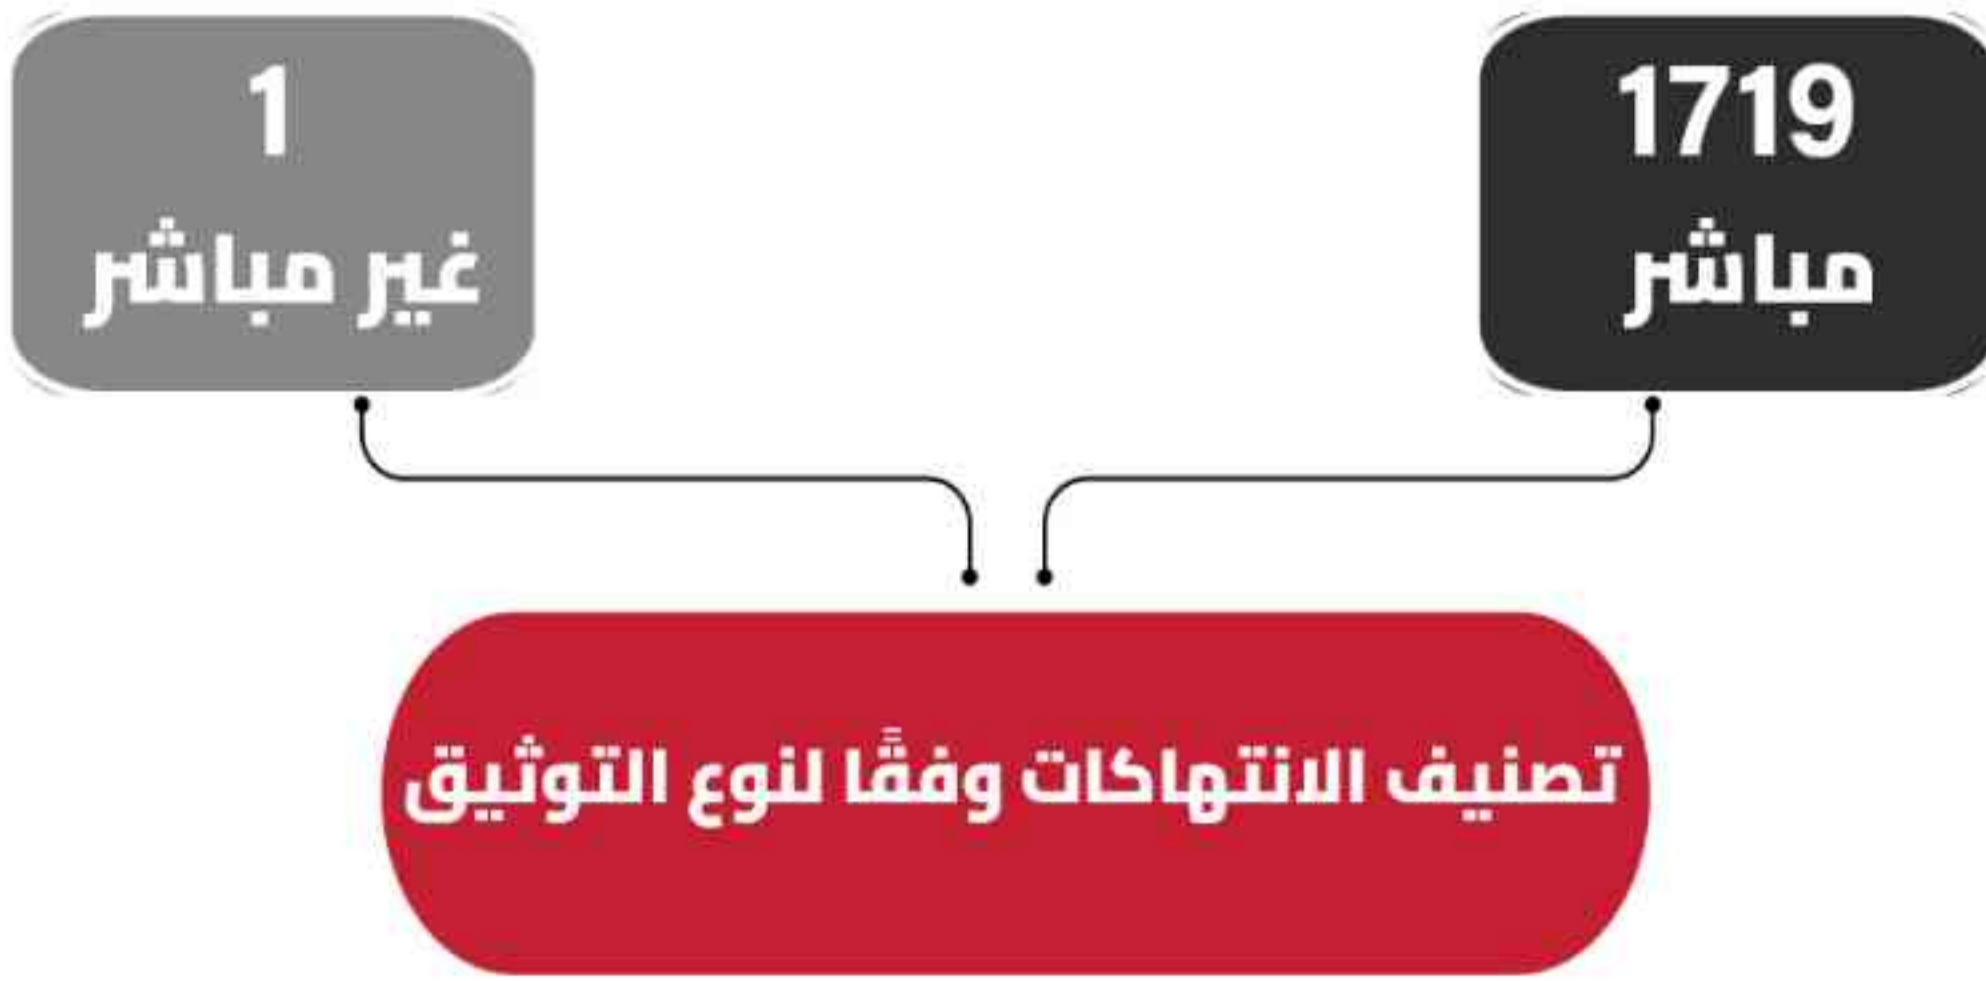 1719
مباشر
1
غير مباشر
تصنيف الانتهاكات وفقًا لنوع التوثيق